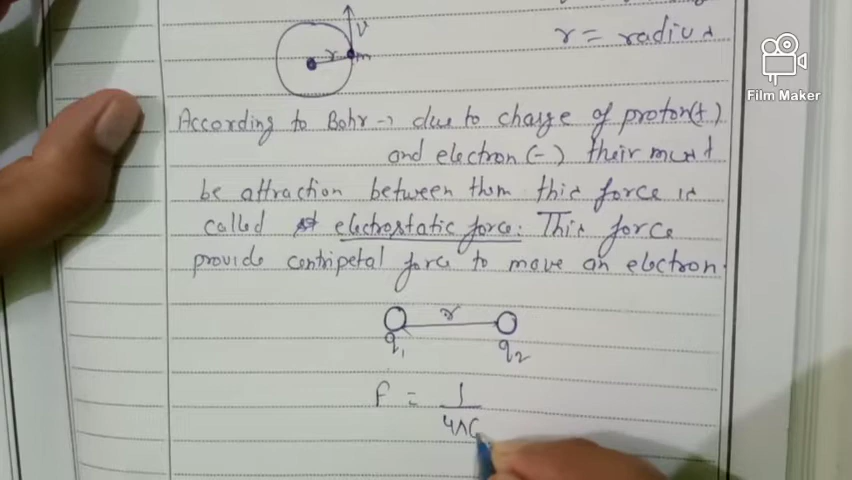 v
r = radius
r m
Film Maker
According to Bohr → due to charge of proton(+)
and electron (-) their must
be attraction between them this force is
called electrostatic force: This force
provide centripetal force to move an electron.
r
q1 q2
F = 1
4π